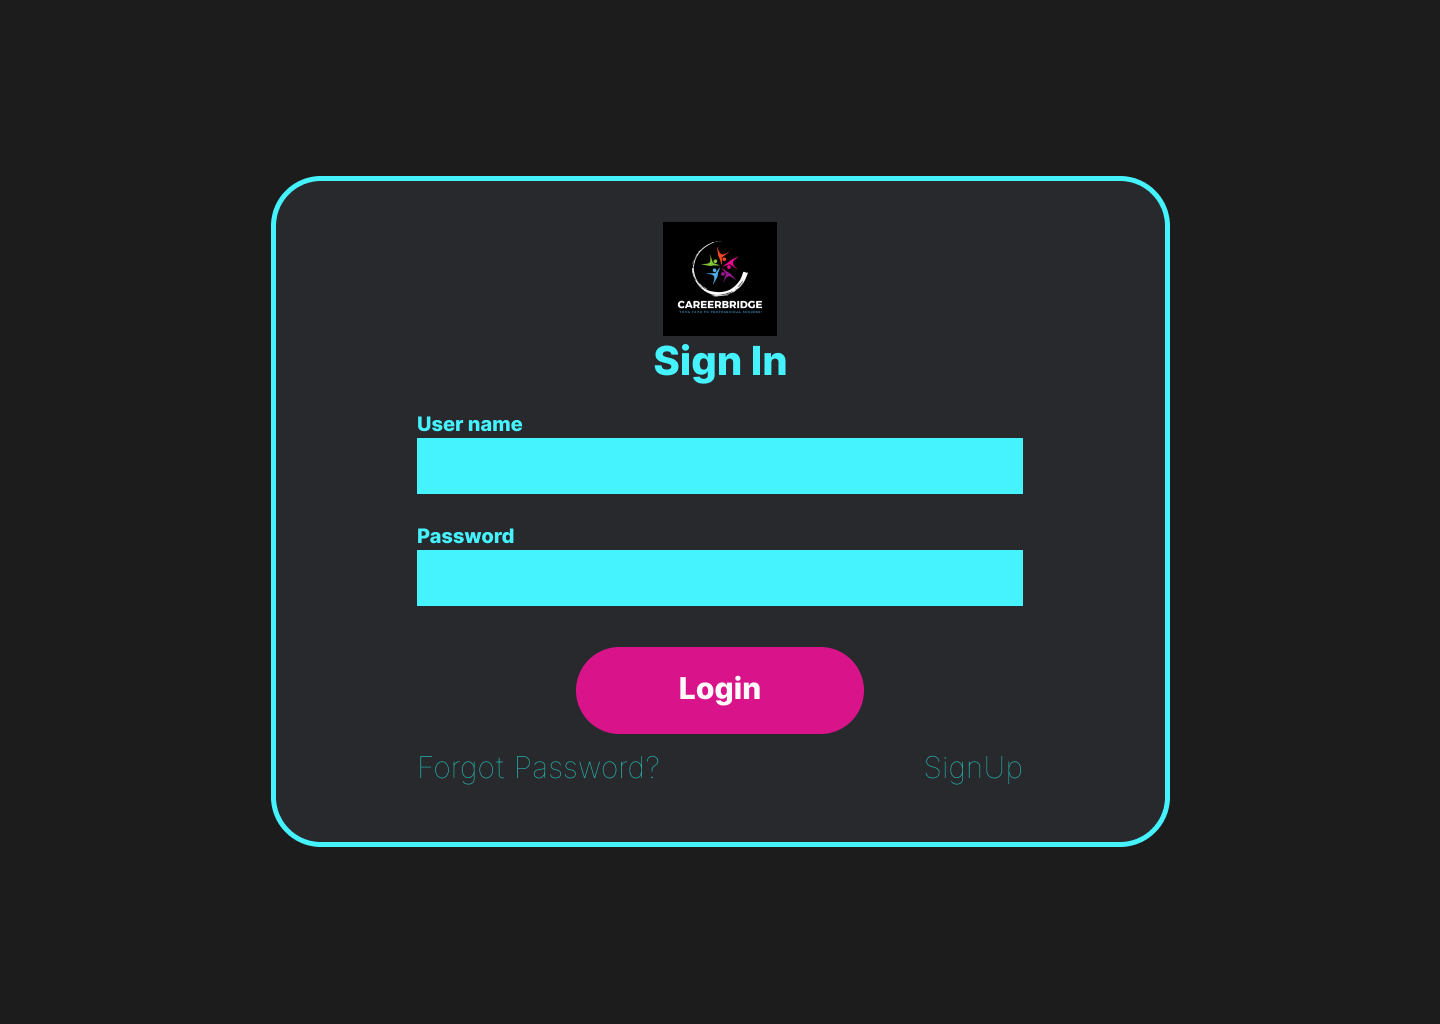 CAREERBRIDGE
Sign In
User name
Password
Login
Forgot Password?
SignUp